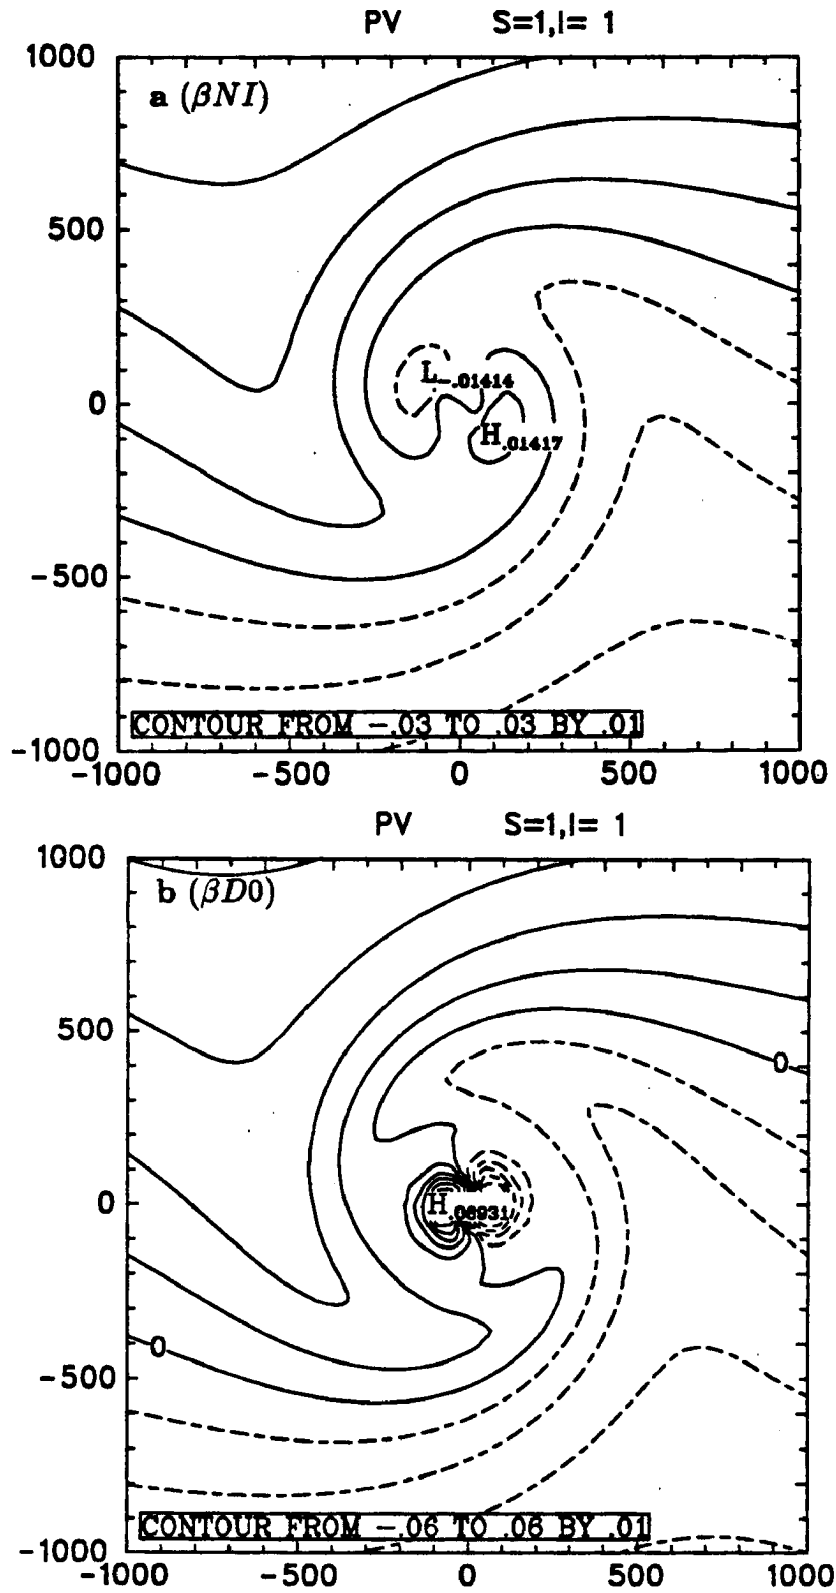 PV S=1,I= 1
1000
a (βNI)
500
L-.01414
0
H.01417
-500
CONTOUR FROM -.03 TO .03 BY .01
-1000
-1000 -500 0 500 1000
PV S=1,I= 1
1000
b (βD0)
500
0
0
H.06931
0
-500
CONTOUR FROM -.06 TO .06 BY .01
-1000
-1000 -500 0 500 1000